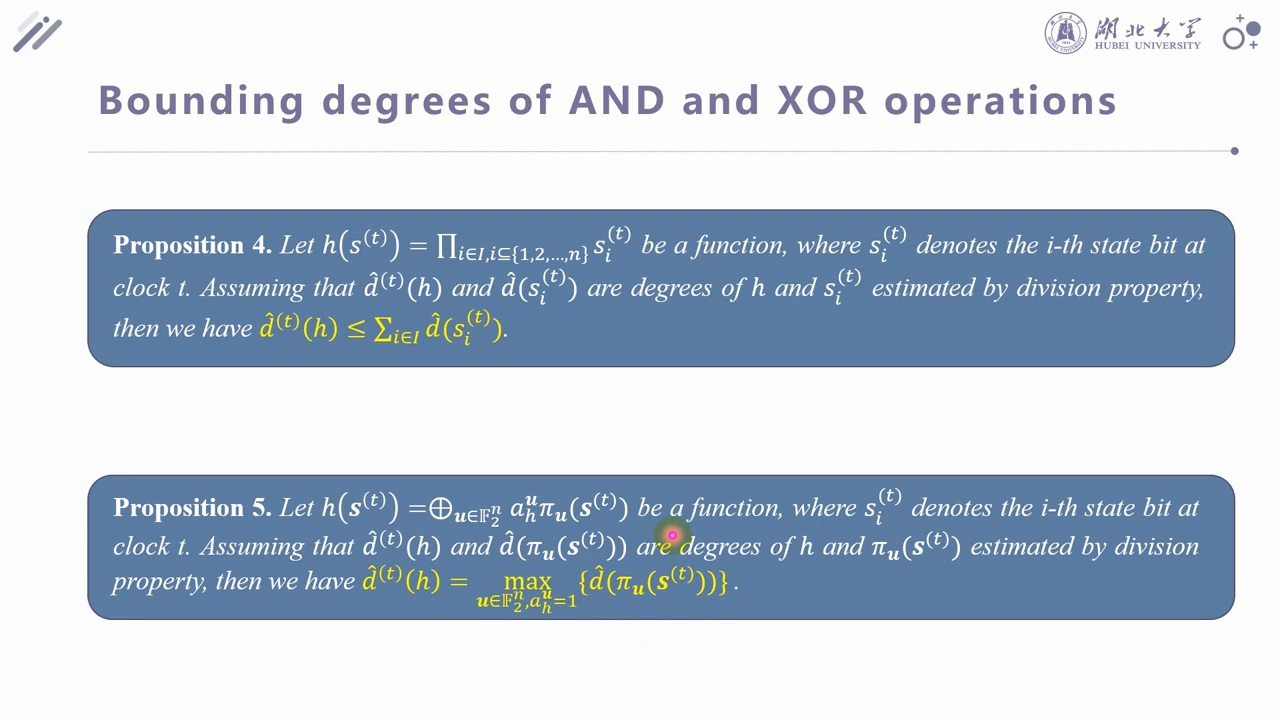 湖北大学
HUBEI UNIVERSITY
Bounding degrees of AND and XOR operations
Proposition 4. Let h(s^(t)) = ∏_{i∈I,i⊆{1,2,…,n}} s_i^(t) be a function, where s_i^(t) denotes the i-th state bit at
clock t. Assuming that d̂^(t)(h) and d̂(s_i^(t)) are degrees of h and s_i^(t) estimated by division property,
then we have d̂^(t)(h) ≤ ∑_{i∈I} d̂(s_i^(t)).
Proposition 5. Let h(s^(t)) =⊕_{u∈𝔽_2^n} a_h^u π_u(s^(t)) be a function, where s_i^(t) denotes the i-th state bit at
clock t. Assuming that d̂^(t)(h) and d̂(π_u(s^(t))) are degrees of h and π_u(s^(t)) estimated by division
property, then we have d̂^(t)(h) = max_{u∈𝔽_2^n,a_h^u=1} {d̂(π_u(s^(t)))} .